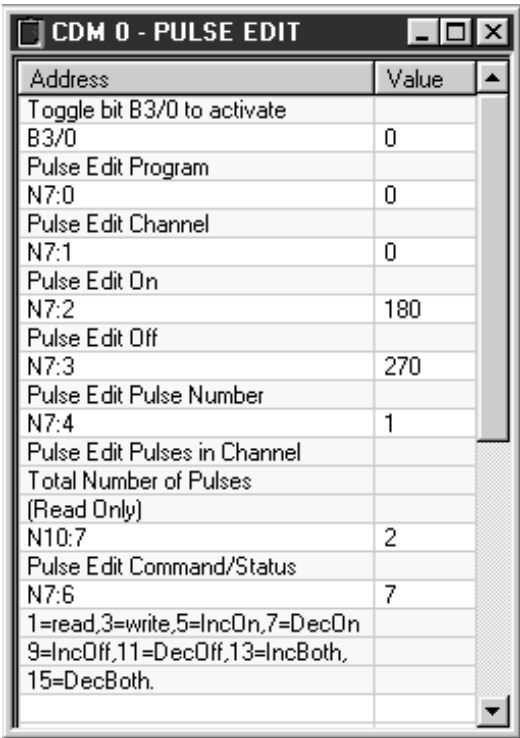 CDM 0 - PULSE EDIT
Address Value
Toggle bit B3/0 to activate
B3/0 0
Pulse Edit Program
N7:0 0
Pulse Edit Channel
N7:1 0
Pulse Edit On
N7:2 180
Pulse Edit Off
N7:3 270
Pulse Edit Pulse Number
N7:4 1
Pulse Edit Pulses in Channel
Total Number of Pulses
(Read Only)
N10:7 2
Pulse Edit Command/Status
N7:6 7
1=read,3=write,5=IncOn,7=DecOn
9=IncOff,11=DecOff,13=IncBoth,
15=DecBoth.